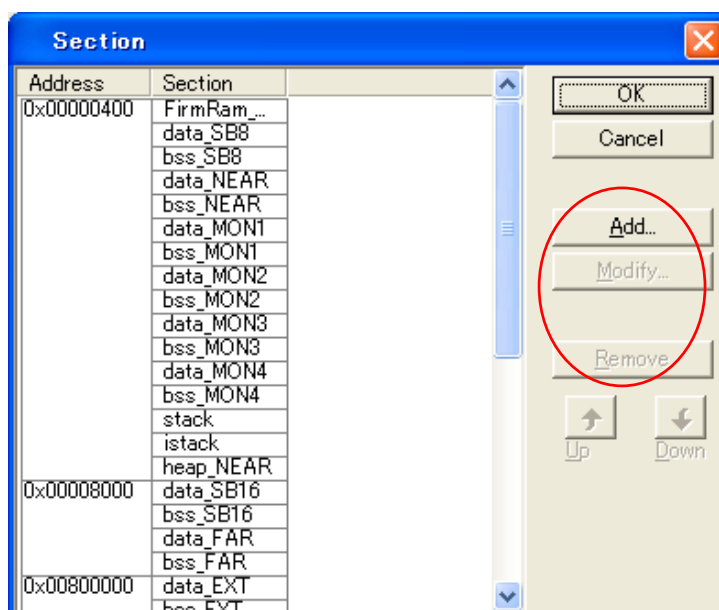 Section
Address Section
0x00000400 FirmRam_...
data_SB8
bss_SB8
data_NEAR
bss_NEAR
data_MON1
bss_MON1
data_MON2
bss_MON2
data_MON3
bss_MON3
data_MON4
bss_MON4
stack
istack
heap_NEAR
0x00008000 data_SB16
bss_SB16
data_FAR
bss_FAR
0x00800000 data_EXT
bss_EXT
OK
Cancel
Add...
Modify...
Remove
Up Down